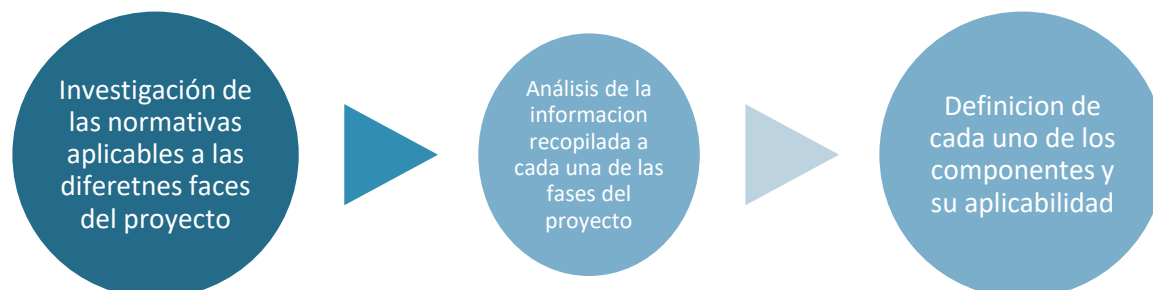 Investigación de
las normativas
aplicables a las
diferetnes faces
del proyecto
Análisis de la
informacion
recopilada a
cada una de las
fases del
proyecto
Definicion de
cada uno de los
componentes y
su aplicabilidad